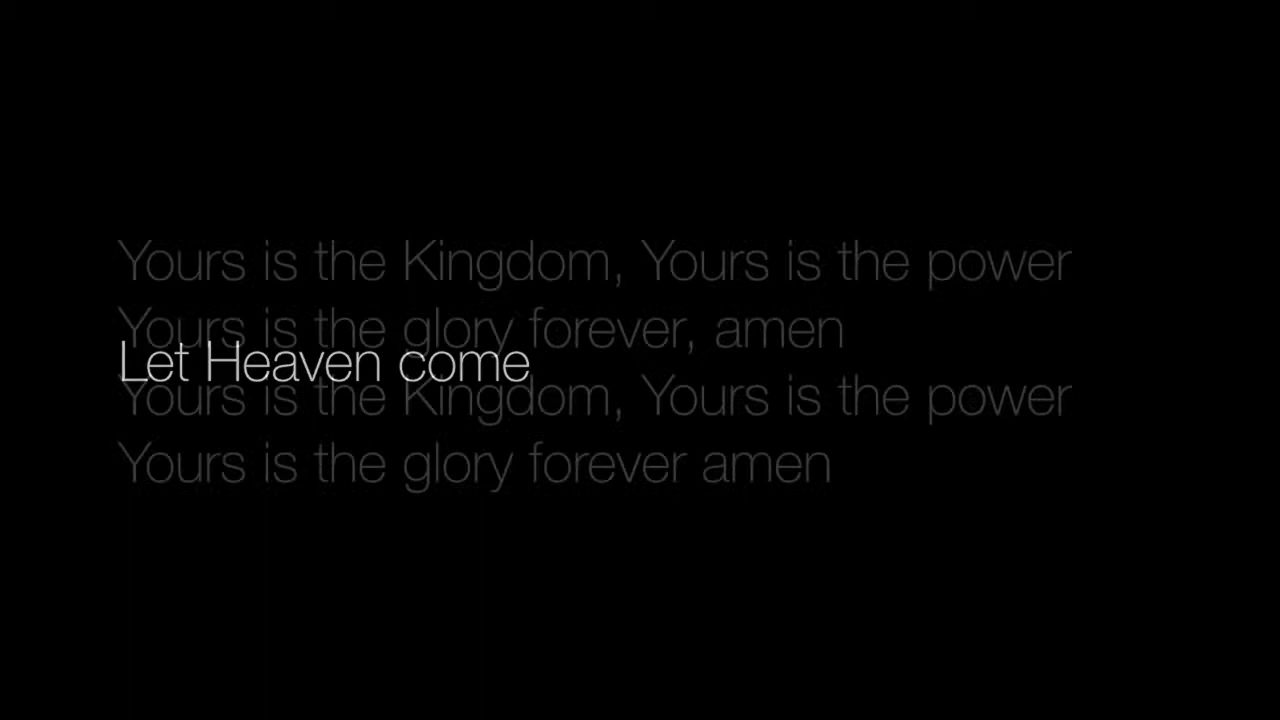 Yours is the Kingdom, Yours is the power
Yours is the glory forever, amen
Let Heaven come
Yours is the Kingdom, Yours is the power
Yours is the glory forever amen